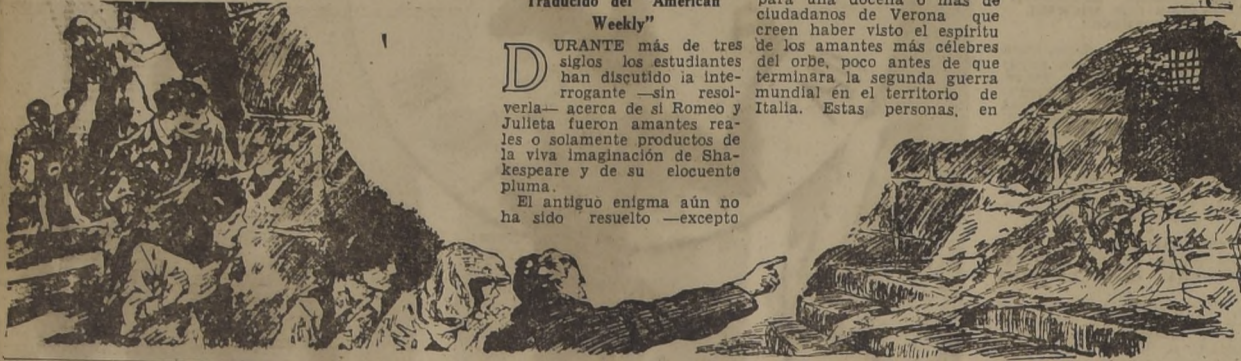 Traducido del "American
Weekly"
DURANTE más de tres
siglos los estudiantes
han discutido la inte-
rrogante —sin resol-
verla— acerca de si Romeo y
Julieta fueron amantes rea-
les o solamente productos de
la viva imaginación de Sha-
kespeare y de su elocuente
pluma.
El antiguo enigma aún no
ha sido resuelto —excepto
para una docena o más de
ciudadanos de Verona que
creen haber visto el espíritu
de los amantes más célebres
del orbe, poco antes de que
terminara la segunda guerra
mundial en el territorio de
Italia. Estas personas, en